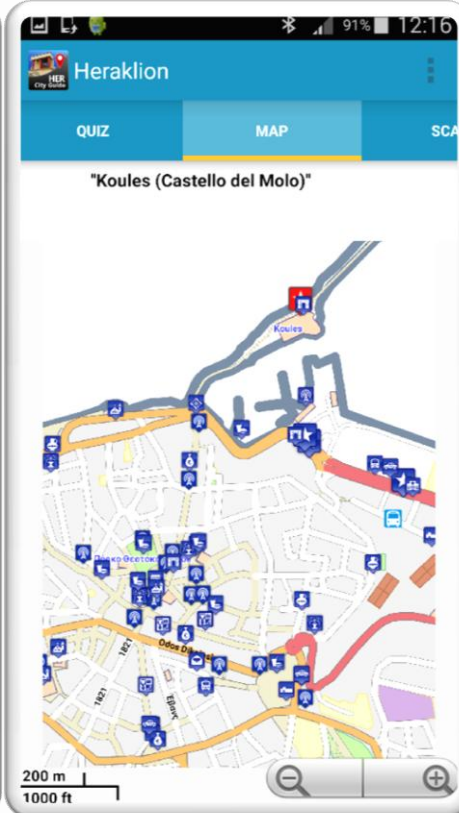 91% 12:16
HER
City Guide
Heraklion
QUIZ MAP SCA
"Koules (Castello del Molo)"
Koules
1821
1821
200 m
1000 ft